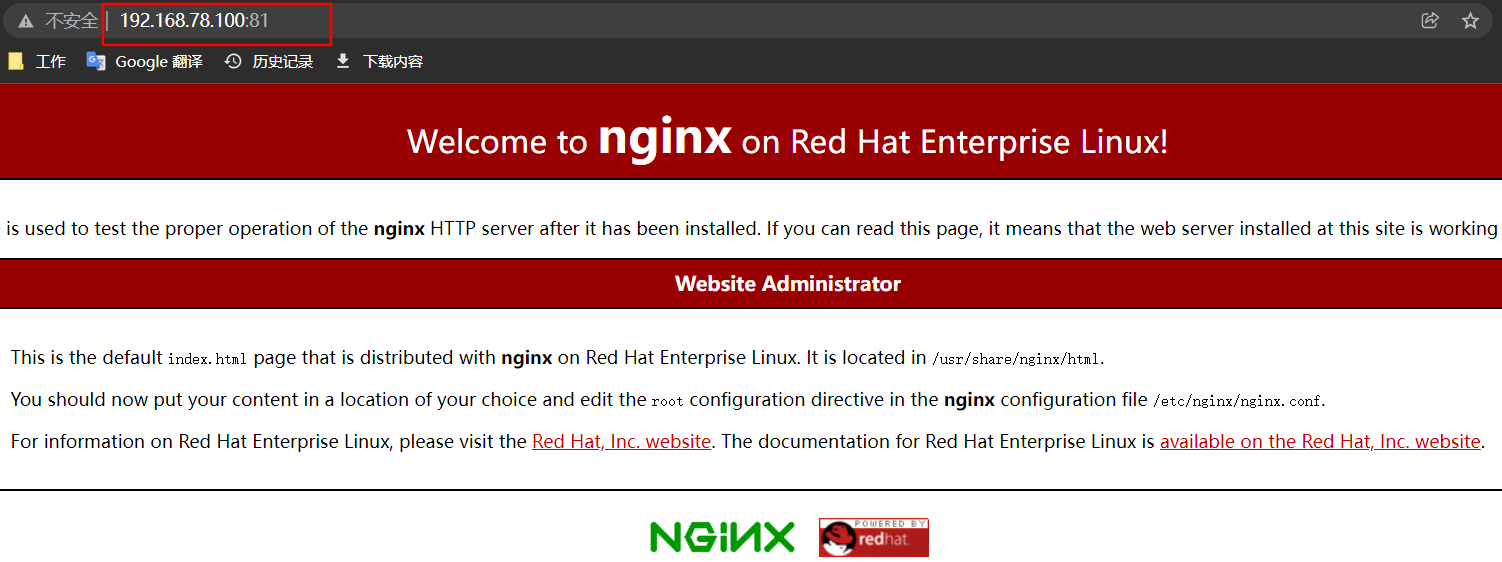 不安全 192.168.78.100:81
工作 Google 翻译 历史记录 下载内容
Welcome to nginx on Red Hat Enterprise Linux!
is used to test the proper operation of the nginx HTTP server after it has been installed. If you can read this page, it means that the web server installed at this site is working
Website Administrator
This is the default index.html page that is distributed with nginx on Red Hat Enterprise Linux. It is located in /usr/share/nginx/html.
You should now put your content in a location of your choice and edit the root configuration directive in the nginx configuration file /etc/nginx/nginx.conf.
For information on Red Hat Enterprise Linux, please visit the Red Hat, Inc. website. The documentation for Red Hat Enterprise Linux is available on the Red Hat, Inc. website.
NGINX POWERED BY redhat.